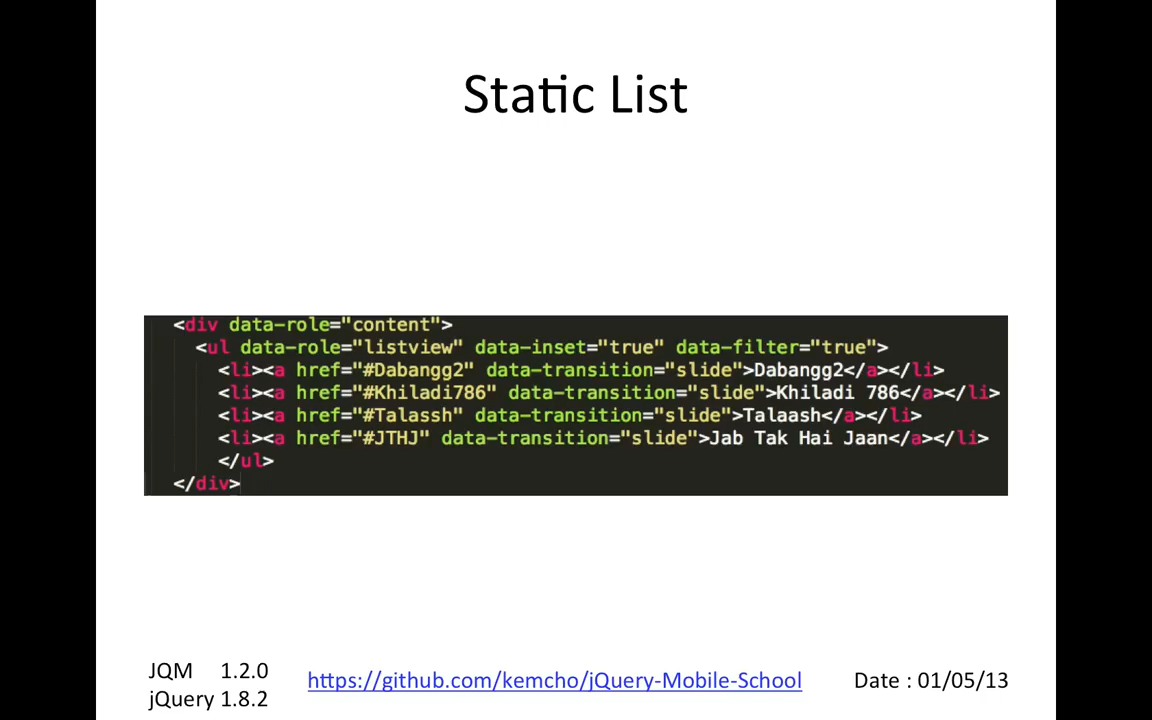 Static List
<div data-role="content">
<ul data-role="listview" data-inset="true" data-filter="true">
<li><a href="#Dabangg2" data-transition="slide">Dabangg2</a></li>
<li><a href="#Khiladi786" data-transition="slide">Khiladi 786</a></li>
<li><a href="#Talassh" data-transition="slide">Talaash</a></li>
<li><a href="#JTHJ" data-transition="slide">Jab Tak Hai Jaan</a></li>
</ul>
</div>
JQM 1.2.0
jQuery 1.8.2
https://github.com/kemcho/jQuery-Mobile-School
Date : 01/05/13